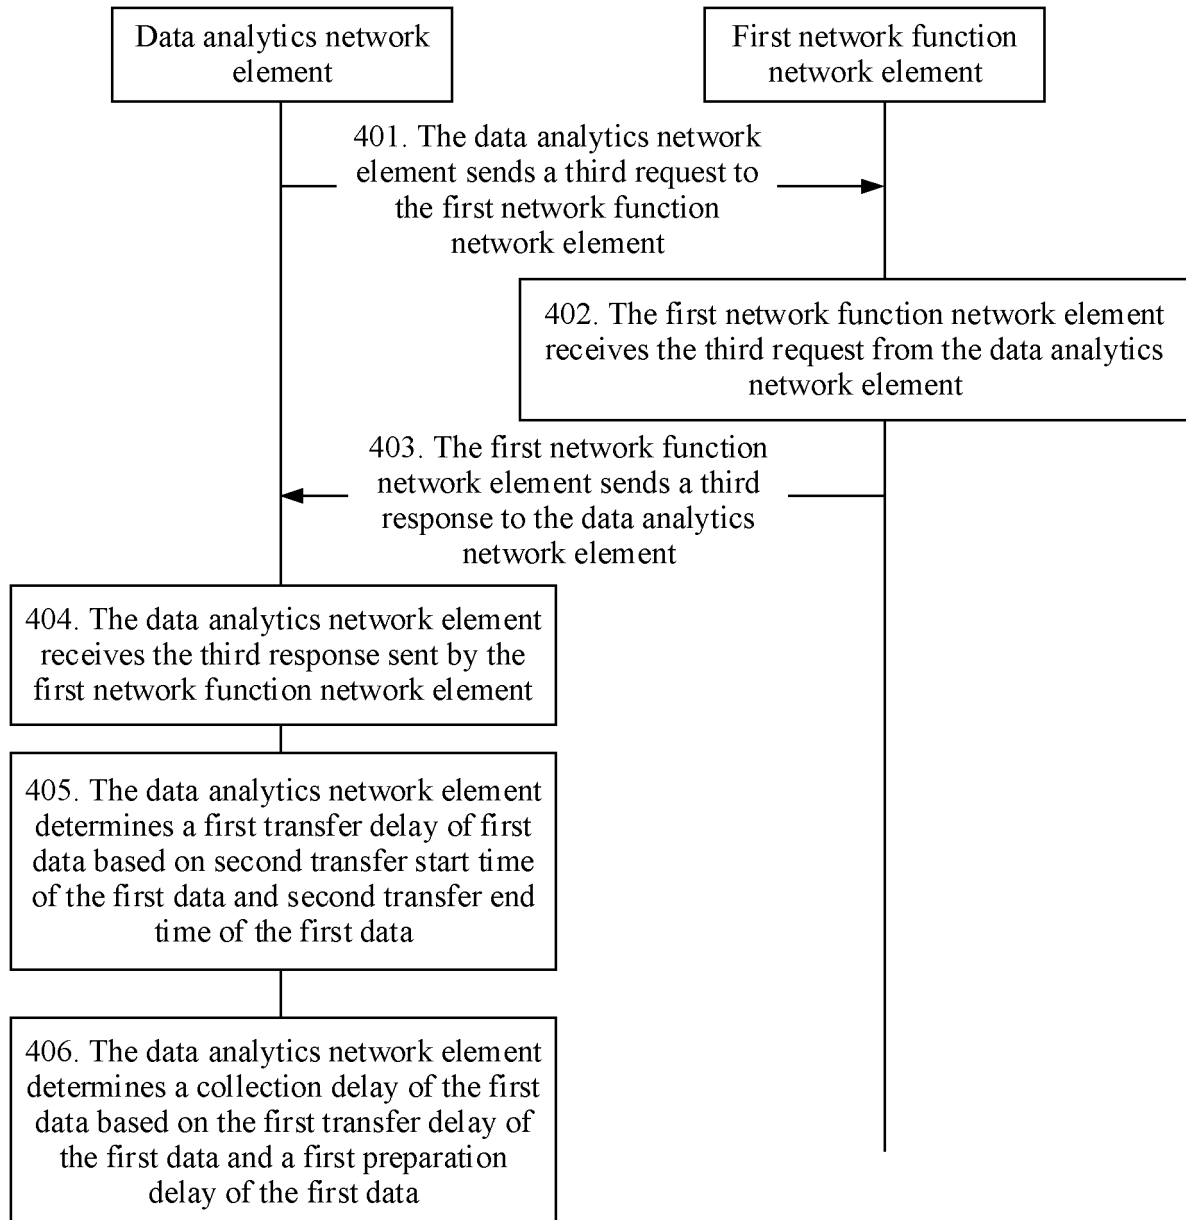 Data analytics network
element
First network function
network element
401. The data analytics network
element sends a third request to
the first network function
network element
402. The first network function network element
receives the third request from the data analytics
network element
403. The first network function
network element sends a third
response to the data analytics
network element
404. The data analytics network element
receives the third response sent by the
first network function network element
405. The data analytics network element
determines a first transfer delay of first
data based on second transfer start time
of the first data and second transfer end
time of the first data
406. The data analytics network element
determines a collection delay of the first
data based on the first transfer delay of
the first data and a first preparation
delay of the first data